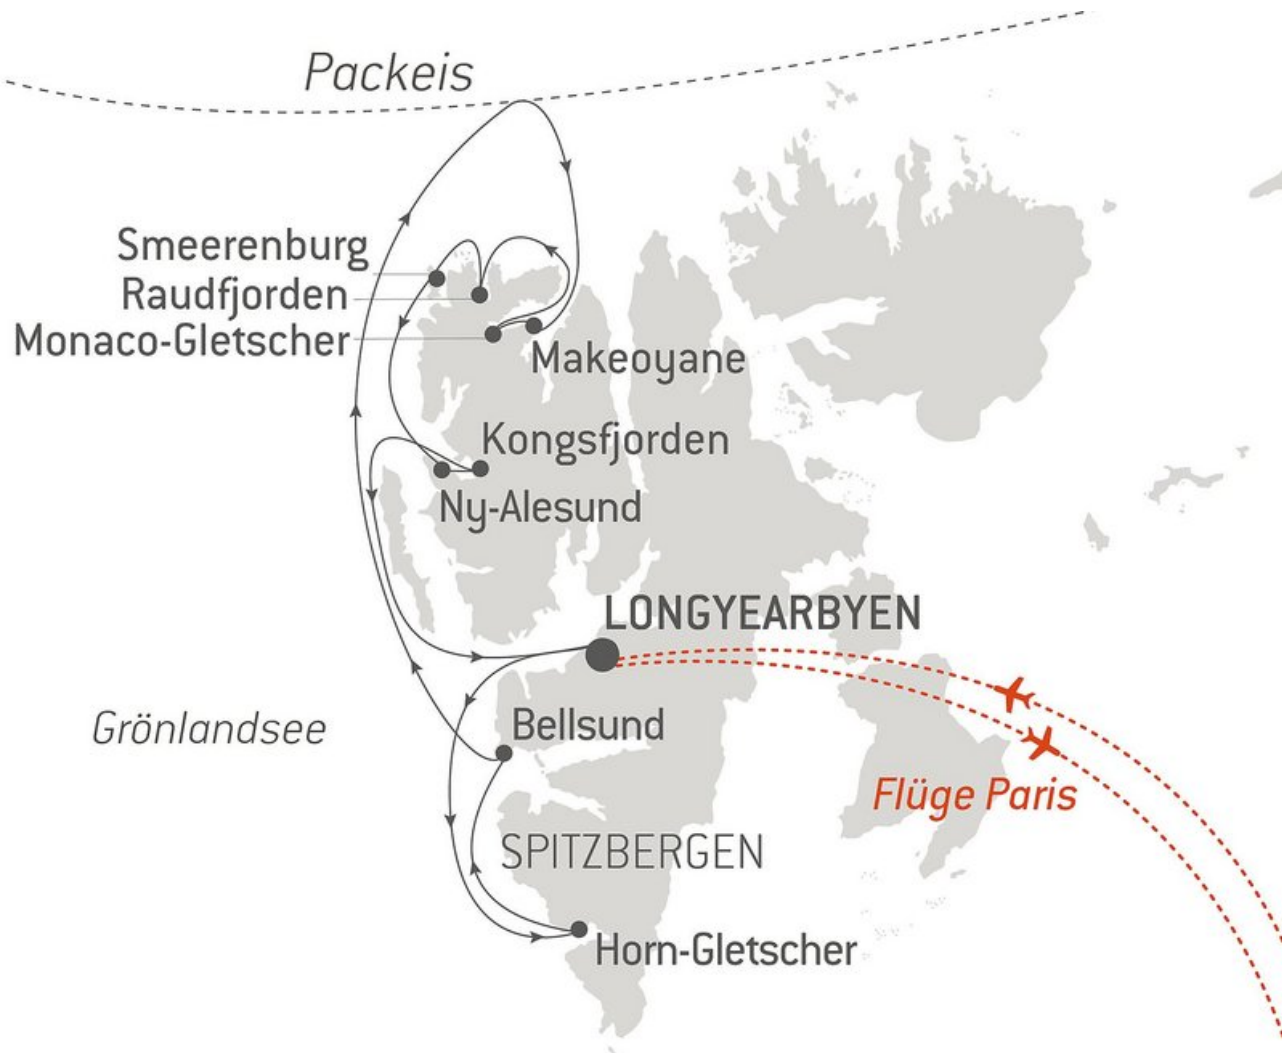 Packeis
Smeerenburg
Raudfjorden
Monaco-Gletscher
Makeoyane
Kongsfjorden
Ny-Alesund
LONGYEARBYEN
Grönlandsee
Bellsund
Flüge Paris
SPITZBERGEN
Horn-Gletscher